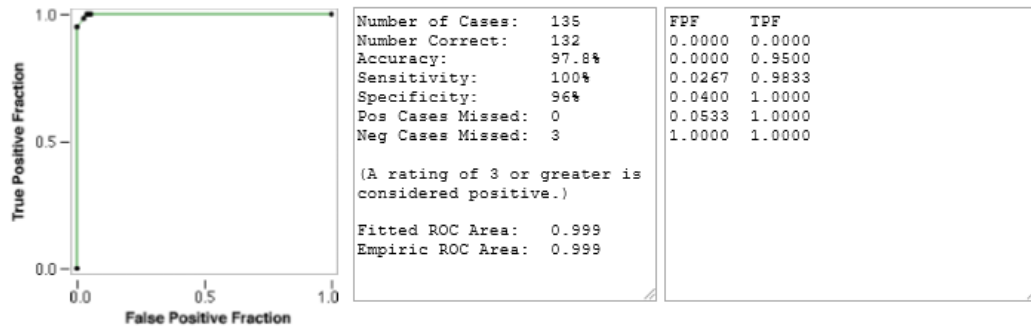 1.0
0.5
0.0
0.0 0.5 1.0
True Positive Fraction
False Positive Fraction
Number of Cases: 135
Number Correct: 132
Accuracy: 97.8%
Sensitivity: 100%
Specificity: 96%
Pos Cases Missed: 0
Neg Cases Missed: 3
(A rating of 3 or greater is
considered positive.)
Fitted ROC Area: 0.999
Empiric ROC Area: 0.999
FPF TPF
0.0000 0.0000
0.0000 0.9500
0.0267 0.9833
0.0400 1.0000
0.0533 1.0000
1.0000 1.0000